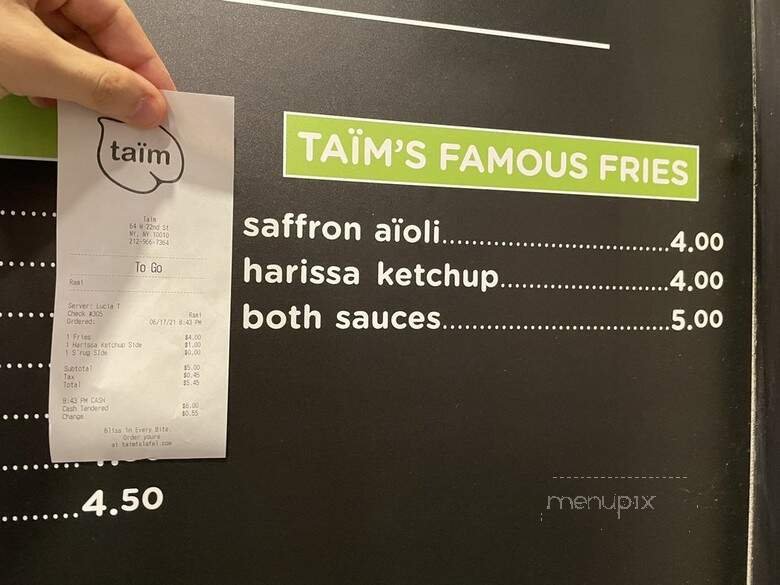 taïm
Taim
64 W 22nd St
NY, NY 10010
212-966-7364
To Go
Rami
Server: Lucia T
Check #305 Rami
Ordered: 06/17/21 8:43 PM
1 Fries $4.00
1 Harissa Ketchup Side $1.00
1 S'rug Side $0.00
Subtotal $5.00
Tax $0.45
Total $5.45
8:43 PM CASH
Cash Tendered $6.00
Change $0.55
Bliss In Every Bite.
Order yours
at taimfalafel.com
4.50
TAÏM'S FAMOUS FRIES
saffron aïoli..............................4.00
harissa ketchup......................4.00
both sauces.............................5.00
menupix